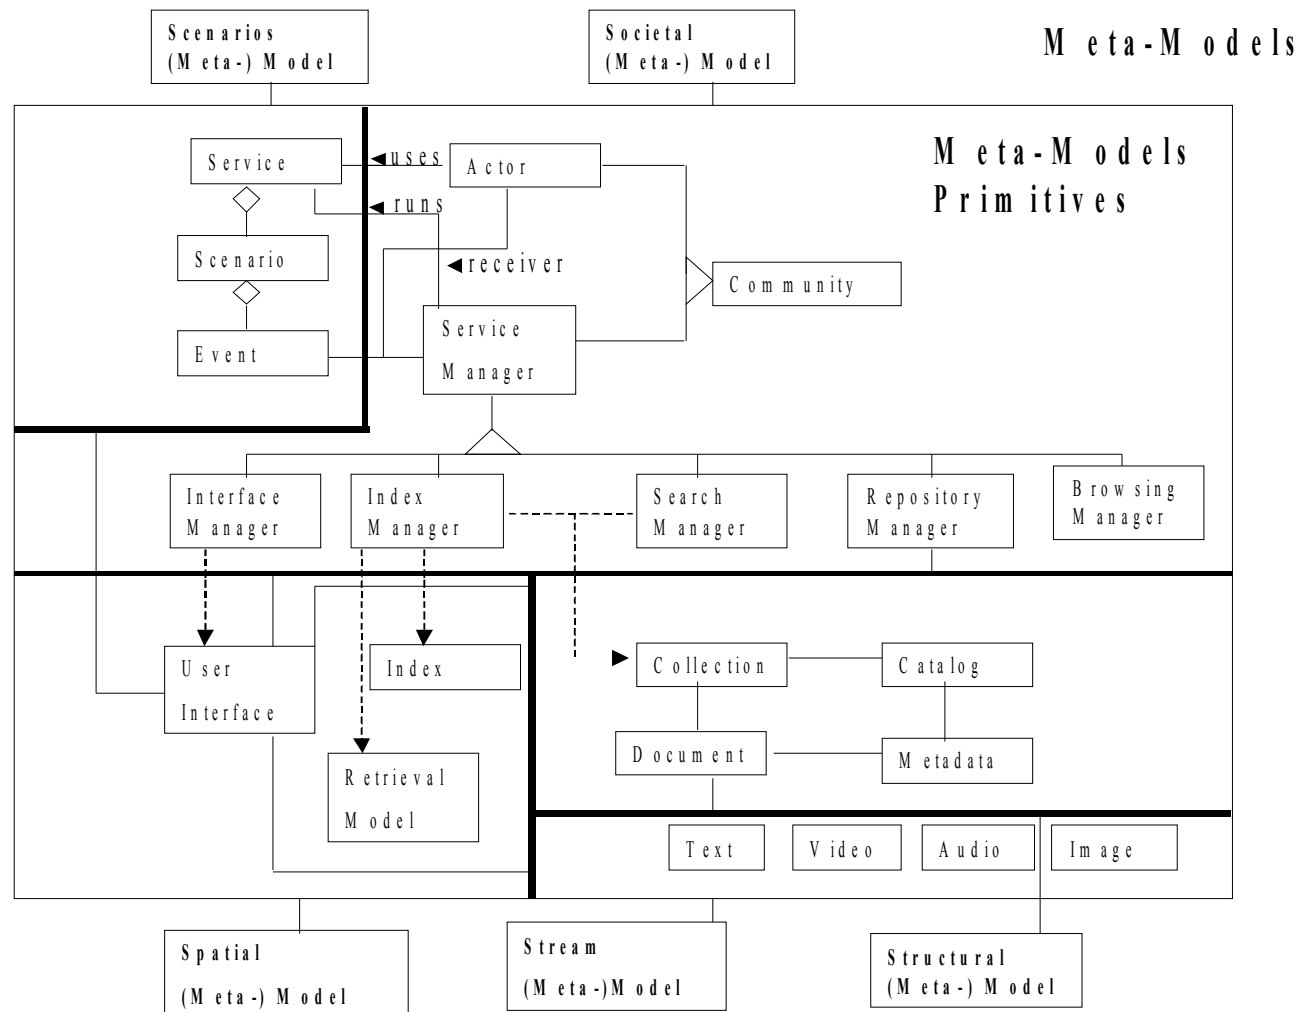 Scenarios
(Meta-) Model
Societal
(Meta-) Model
Meta-Models
Meta-Models
Primitives
Service
uses
Actor
runs
Scenario
receiver
Community
Event
Service
Manager
Interface
Manager
Index
Manager
Search
Manager
Repository
Manager
Browsing
Manager
User
Interface
Index
Collection
Catalog
Retrieval
Model
Document
Metadata
Text
Video
Audio
Image
Spatial
(Meta-) Model
Stream
(Meta-)Model
Structural
(Meta-) Model